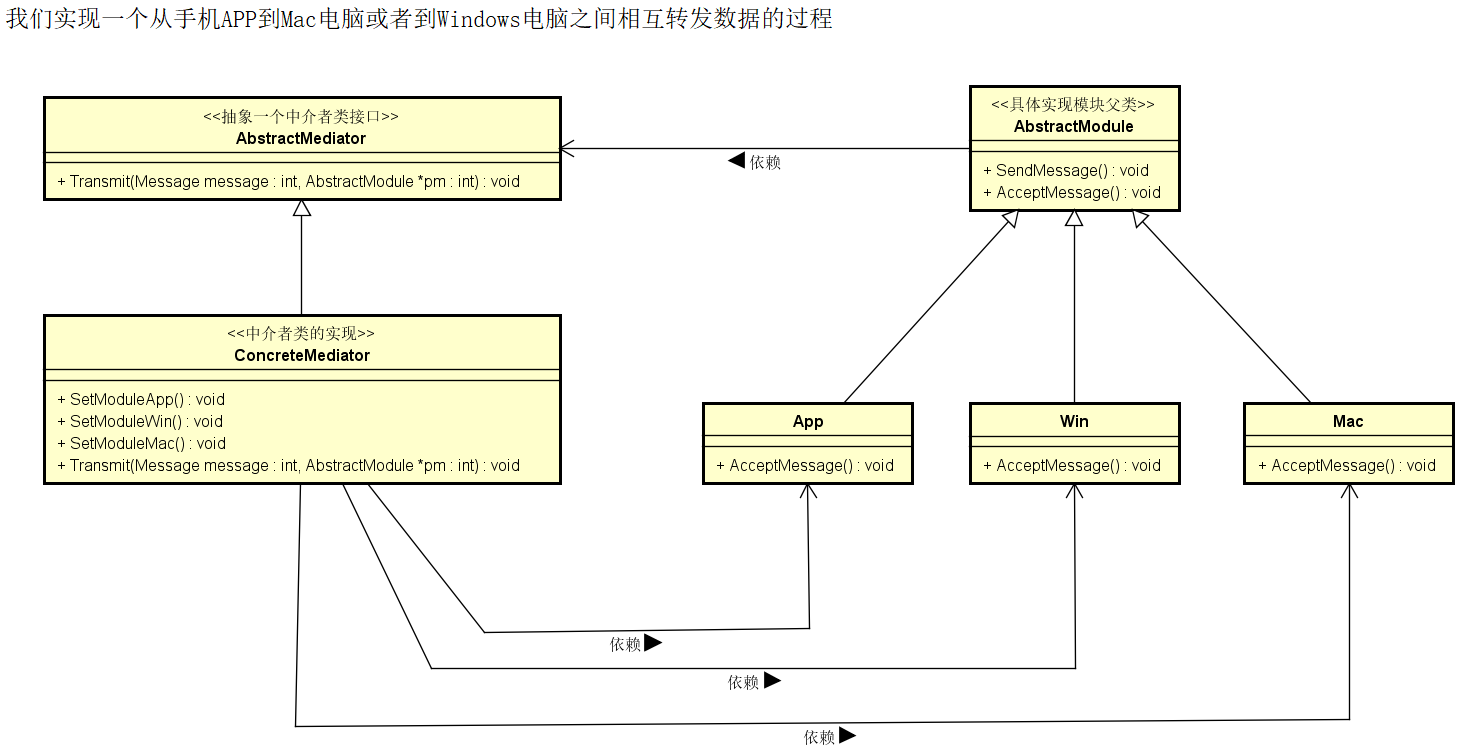 我们实现一个从手机APP到Mac电脑或者到Windows电脑之间相互转发数据的过程
<<抽象一个中介者类接口>>
AbstractMediator
+ Transmit(Message message : int, AbstractModule *pm : int) : void
<<具体实现模块父类>>
AbstractModule
+ SendMessage() : void
+ AcceptMessage() : void
依赖
<<中介者类的实现>>
ConcreteMediator
+ SetModuleApp() : void
+ SetModuleWin() : void
+ SetModuleMac() : void
+ Transmit(Message message : int, AbstractModule *pm : int) : void
App
+ AcceptMessage() : void
Win
+ AcceptMessage() : void
Mac
+ AcceptMessage() : void
依赖
依赖
依赖